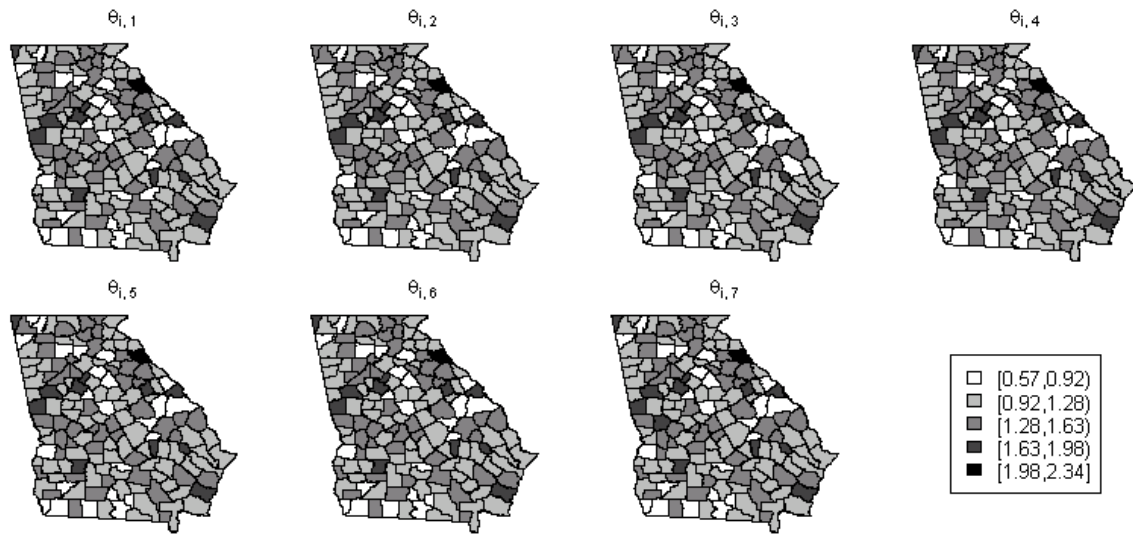 θi, 1
θi, 2
θi, 3
θi, 4
θi, 5
θi, 6
θi, 7
[0.57,0.92)
[0.92,1.28)
[1.28,1.63)
[1.63,1.98)
[1.98,2.34]